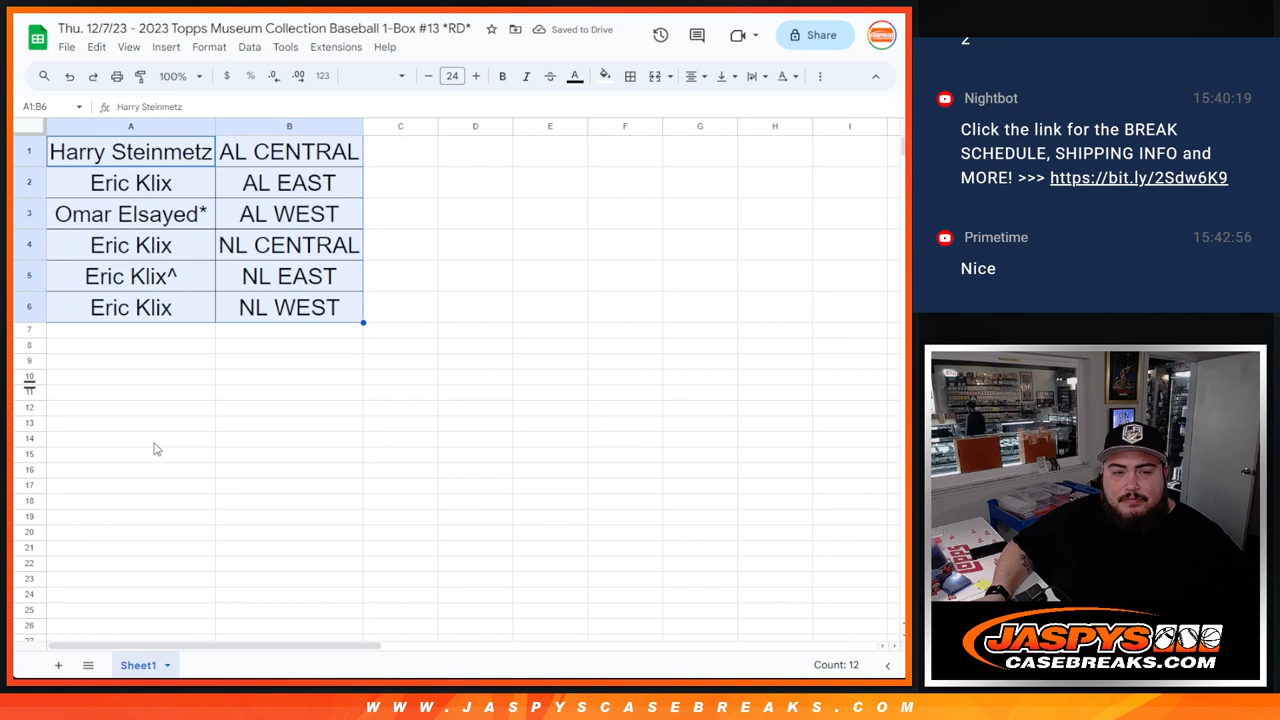 Thu. 12/7/23 - 2023 Topps Museum Collection Baseball 1-Box #13 *RD*
Saved to Drive
Share
File Edit View Insert Format Data Tools Extensions Help
100% $ % .0 .00 123 24 B I S A
A1:B6 fx Harry Steinmetz
A B C D E F G H I
1 Harry Steinmetz AL CENTRAL
2 Eric Klix AL EAST
3 Omar Elsayed* AL WEST
4 Eric Klix NL CENTRAL
5 Eric Klix^ NL EAST
6 Eric Klix NL WEST
7
8
9
10
11
12
13
14
15
16
17
18
19
20
21
22
23
24
25
26
27
Sheet1
Count: 12
2
Nightbot 15:40:19
Click the link for the BREAK
SCHEDULE, SHIPPING INFO and
MORE! >>> https://bit.ly/2Sdw6K9
Primetime 15:42:56
Nice
JASPYS
CASEBREAKS.COM
WWW.JASPYSCASEBREAKS.COM